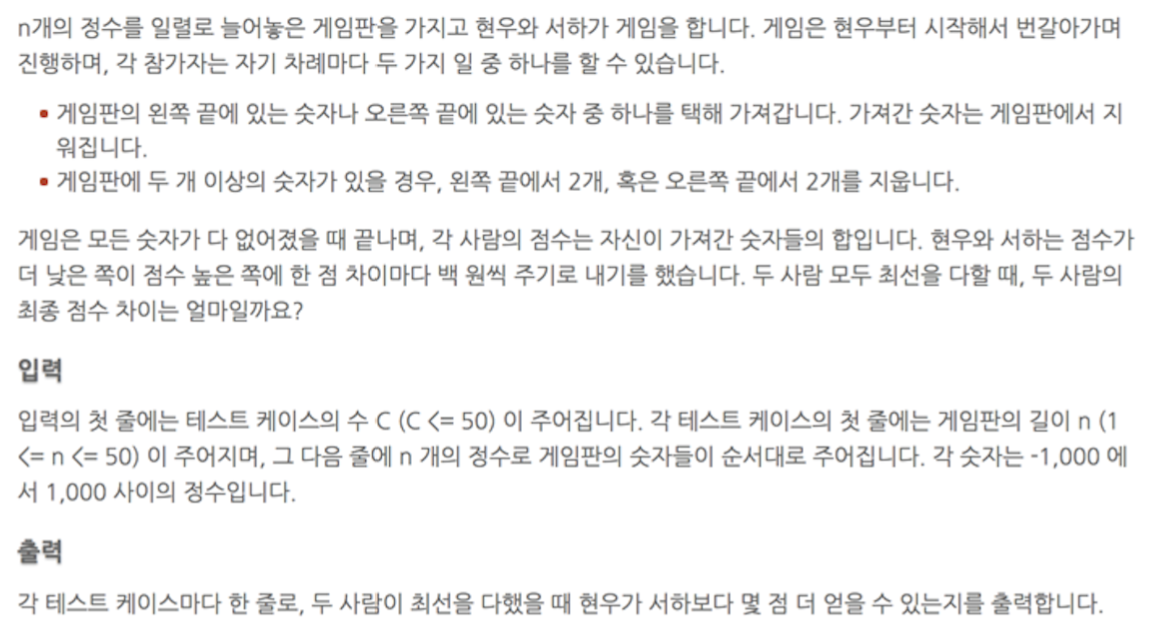 n개의 정수를 일렬로 늘어놓은 게임판을 가지고 현우와 서하가 게임을 합니다. 게임은 현우부터 시작해서 번갈아가며
진행하며, 각 참가자는 자기 차례마다 두 가지 일 중 하나를 할 수 있습니다.
• 게임판의 왼쪽 끝에 있는 숫자나 오른쪽 끝에 있는 숫자 중 하나를 택해 가져갑니다. 가져간 숫자는 게임판에서 지
워집니다.
• 게임판에 두 개 이상의 숫자가 있을 경우, 왼쪽 끝에서 2개, 혹은 오른쪽 끝에서 2개를 지웁니다.
게임은 모든 숫자가 다 없어졌을 때 끝나며, 각 사람의 점수는 자신이 가져간 숫자들의 합입니다. 현우와 서하는 점수가
더 낮은 쪽이 점수 높은 쪽에 한 점 차이마다 백 원씩 주기로 내기를 했습니다. 두 사람 모두 최선을 다할 때, 두 사람의
최종 점수 차이는 얼마일까요?
입력
입력의 첫 줄에는 테스트 케이스의 수 C (C <= 50) 이 주어집니다. 각 테스트 케이스의 첫 줄에는 게임판의 길이 n (1
<= n <= 50) 이 주어지며, 그 다음 줄에 n 개의 정수로 게임판의 숫자들이 순서대로 주어집니다. 각 숫자는 -1,000 에
서 1,000 사이의 정수입니다.
출력
각 테스트 케이스마다 한 줄로, 두 사람이 최선을 다했을 때 현우가 서하보다 몇 점 더 얻을 수 있는지를 출력합니다.